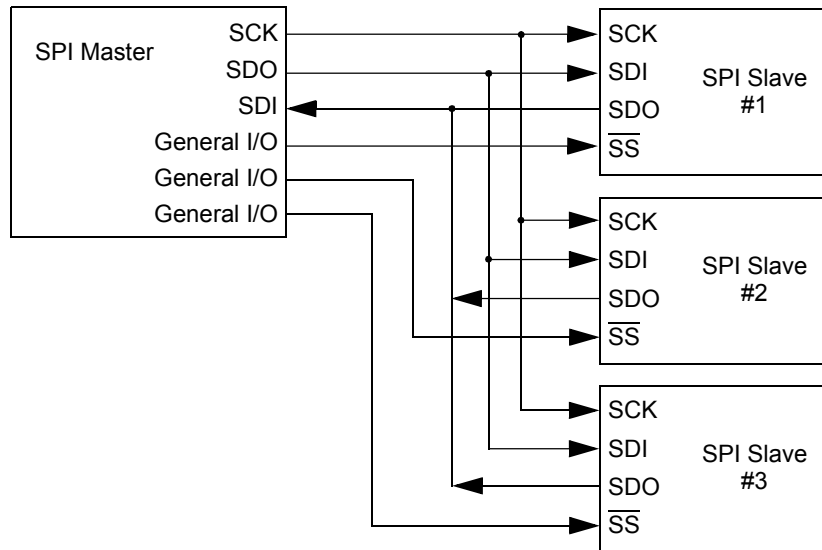 SPI Master
SCK
SDO
SDI
General I/O
General I/O
General I/O
SCK
SDI
SDO
SS
SPI Slave
#1
SCK
SDI
SDO
SS
SPI Slave
#2
SCK
SDI
SDO
SS
SPI Slave
#3